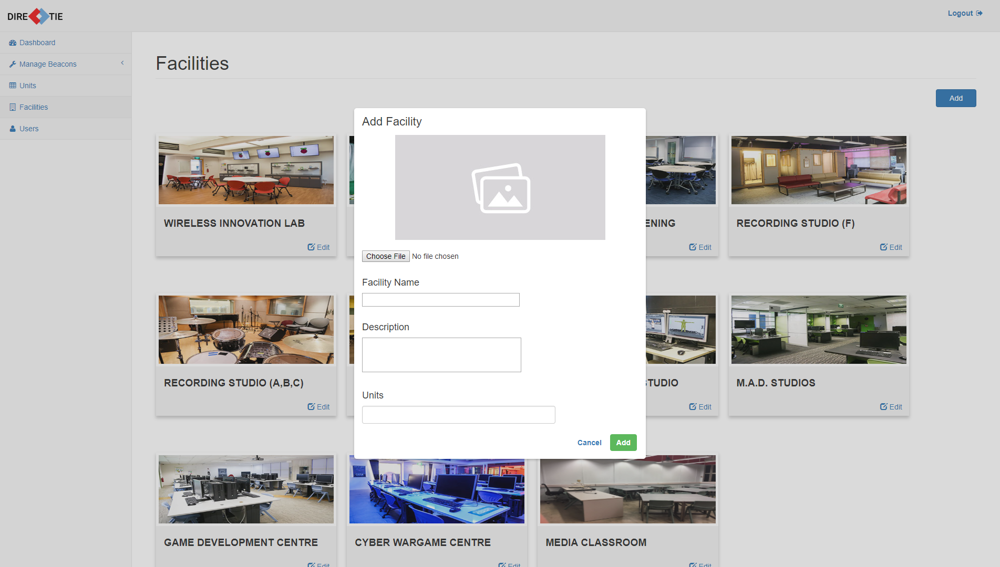 DIRE TIE
Logout
Dashboard
Manage Beacons
Units
Facilities
Users
Facilities
Add
Add Facility
Choose File No file chosen
Facility Name
Description
Units
Cancel Add
WIRELESS INNOVATION LAB
ENING
RECORDING STUDIO (F)
Edit
Edit
Edit
RECORDING STUDIO (A,B,C)
TUDIO
M.A.D. STUDIOS
Edit
Edit
Edit
GAME DEVELOPMENT CENTRE
CYBER WARGAME CENTRE
MEDIA CLASSROOM
Edit
Edit
Edit